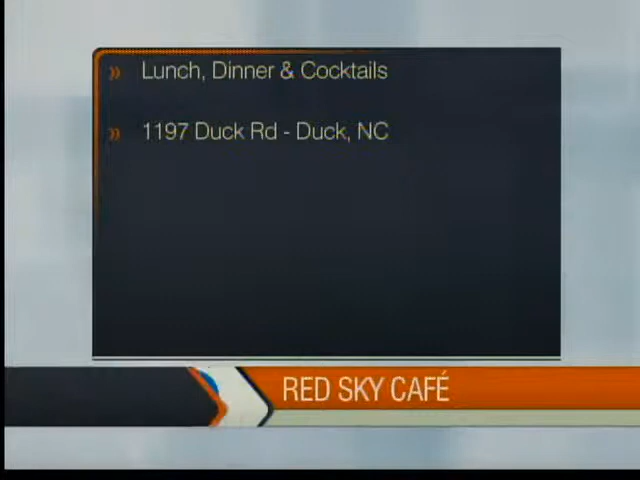 » Lunch, Dinner & Cocktails
» 1197 Duck Rd - Duck, NC
RED SKY CAFÉ